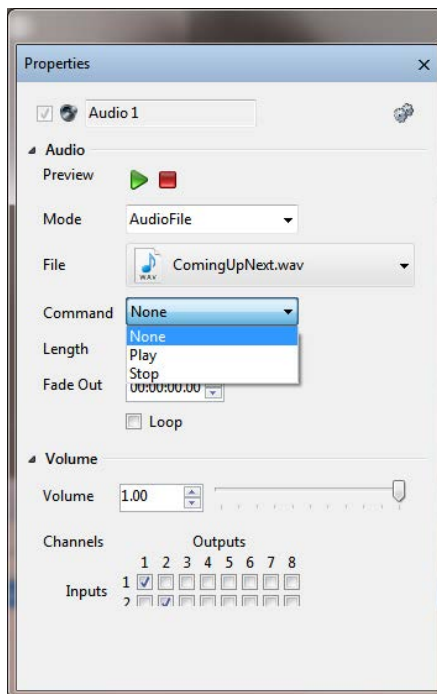 Properties
Audio 1
Audio
Preview
Mode AudioFile
File WAV ComingUpNext.wav
Command None
None
Length Play
Stop
Fade Out 00:00:00.00
Loop
Volume
Volume 1.00
Channels Outputs
1 2 3 4 5 6 7 8
Inputs 1
2